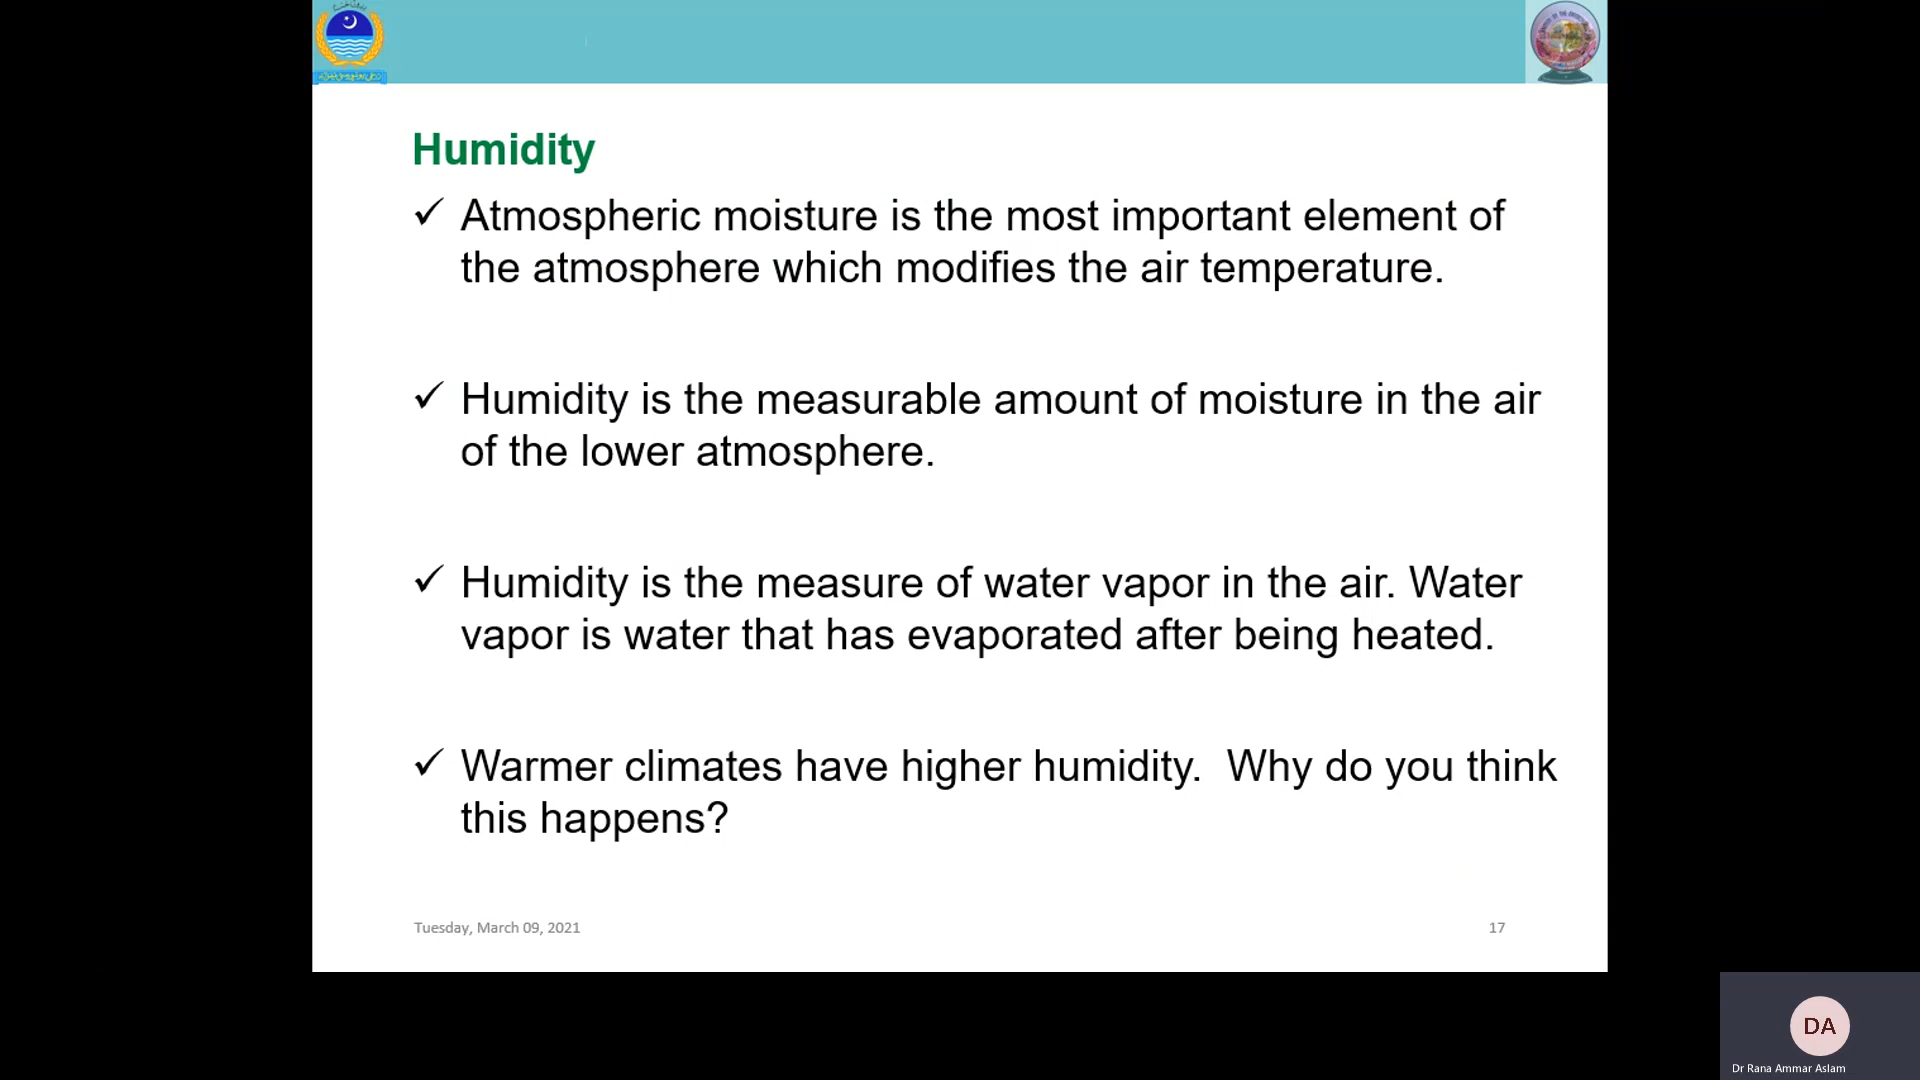 Humidity
✓ Atmospheric moisture is the most important element of
the atmosphere which modifies the air temperature.
✓ Humidity is the measurable amount of moisture in the air
of the lower atmosphere.
✓ Humidity is the measure of water vapor in the air. Water
vapor is water that has evaporated after being heated.
✓ Warmer climates have higher humidity.  Why do you think
this happens?
Tuesday, March 09, 2021
17
DA
Dr Rana Ammar Aslam